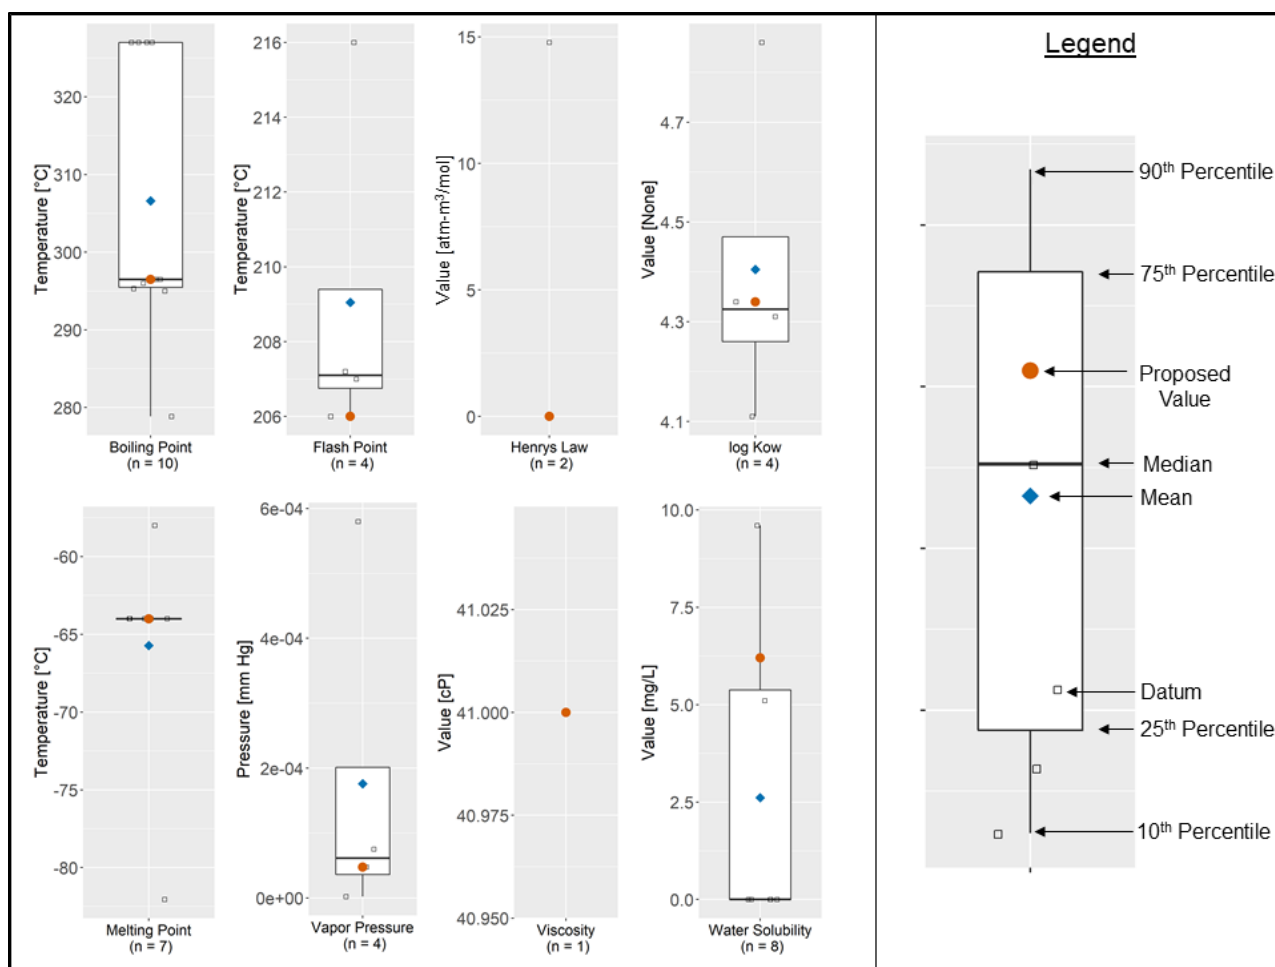 320
310
300
290
280
Temperature [°C]
Boiling Point
(n = 10)
216
214
212
210
208
206
Temperature [°C]
Flash Point
(n = 4)
15
10
5
0
Value [atm-m³/mol]
Henrys Law
(n = 2)
4.7
4.5
4.3
4.1
Value [None]
log Kow
(n = 4)
-60
-65
-70
-75
-80
Temperature [°C]
Melting Point
(n = 7)
6e-04
4e-04
2e-04
0e+00
Pressure [mm Hg]
Vapor Pressure
(n = 4)
41.025
41.000
40.975
40.950
Value [cP]
Viscosity
(n = 1)
10.0
7.5
5.0
2.5
0.0
Value [mg/L]
Water Solubility
(n = 8)
Legend
90th Percentile
75th Percentile
Proposed
Value
Median
Mean
Datum
25th Percentile
10th Percentile